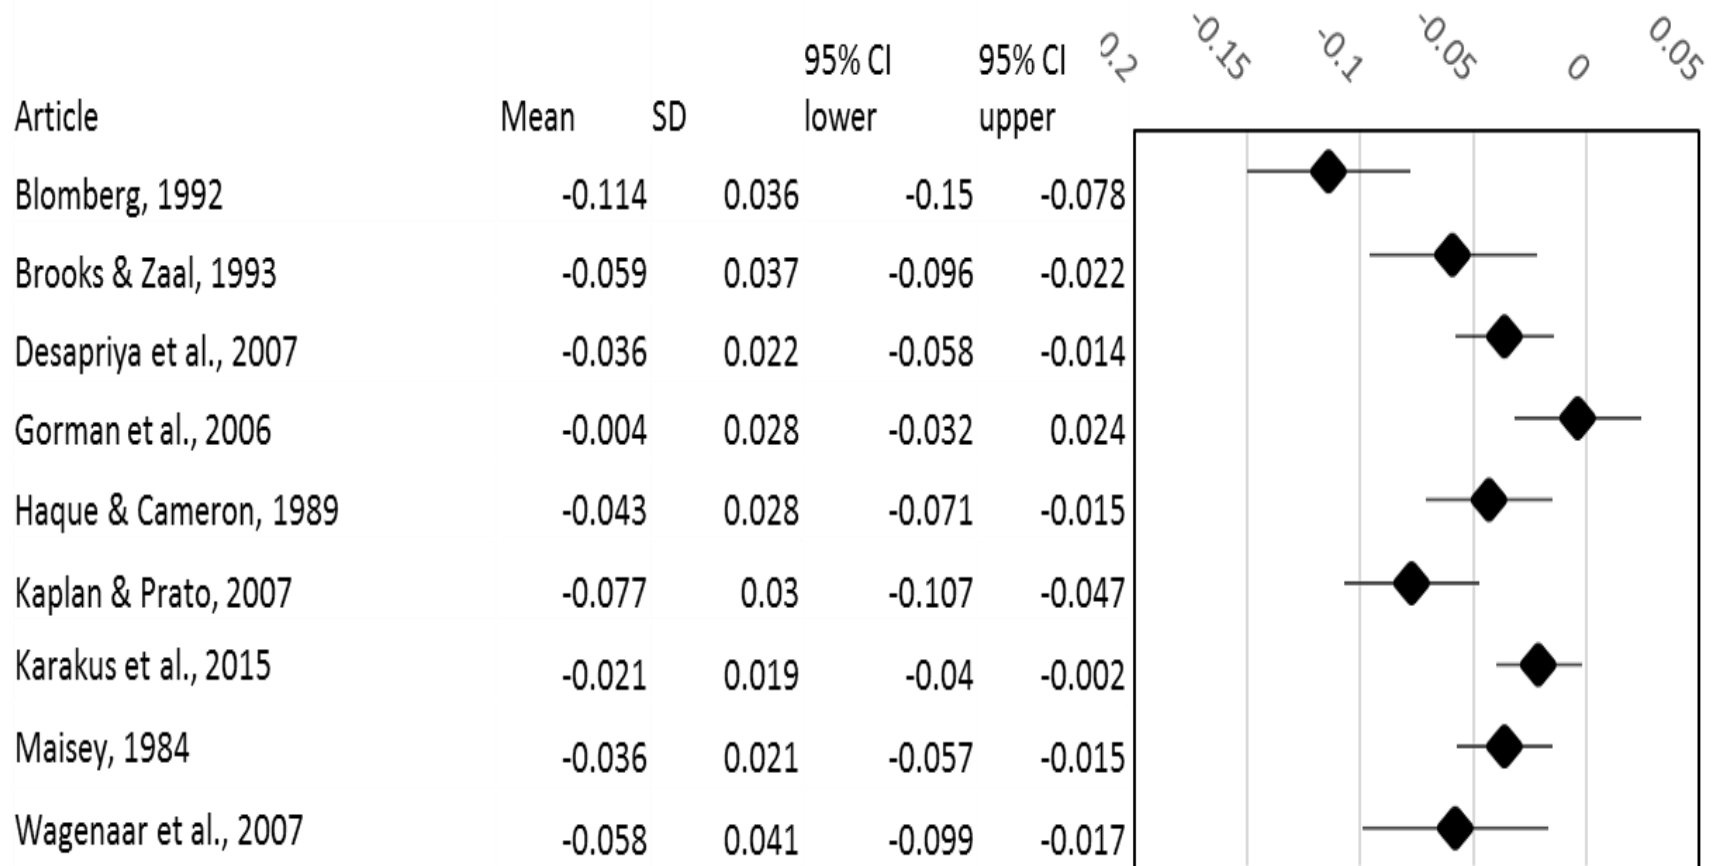 0.2 -0.15 -0.1 -0.05 0 0.05
95% CI 95% CI
Article Mean SD lower upper
Blomberg, 1992 -0.114 0.036 -0.15 -0.078
Brooks & Zaal, 1993 -0.059 0.037 -0.096 -0.022
Desapriya et al., 2007 -0.036 0.022 -0.058 -0.014
Gorman et al., 2006 -0.004 0.028 -0.032 0.024
Haque & Cameron, 1989 -0.043 0.028 -0.071 -0.015
Kaplan & Prato, 2007 -0.077 0.03 -0.107 -0.047
Karakus et al., 2015 -0.021 0.019 -0.04 -0.002
Maisey, 1984 -0.036 0.021 -0.057 -0.015
Wagenaar et al., 2007 -0.058 0.041 -0.099 -0.017